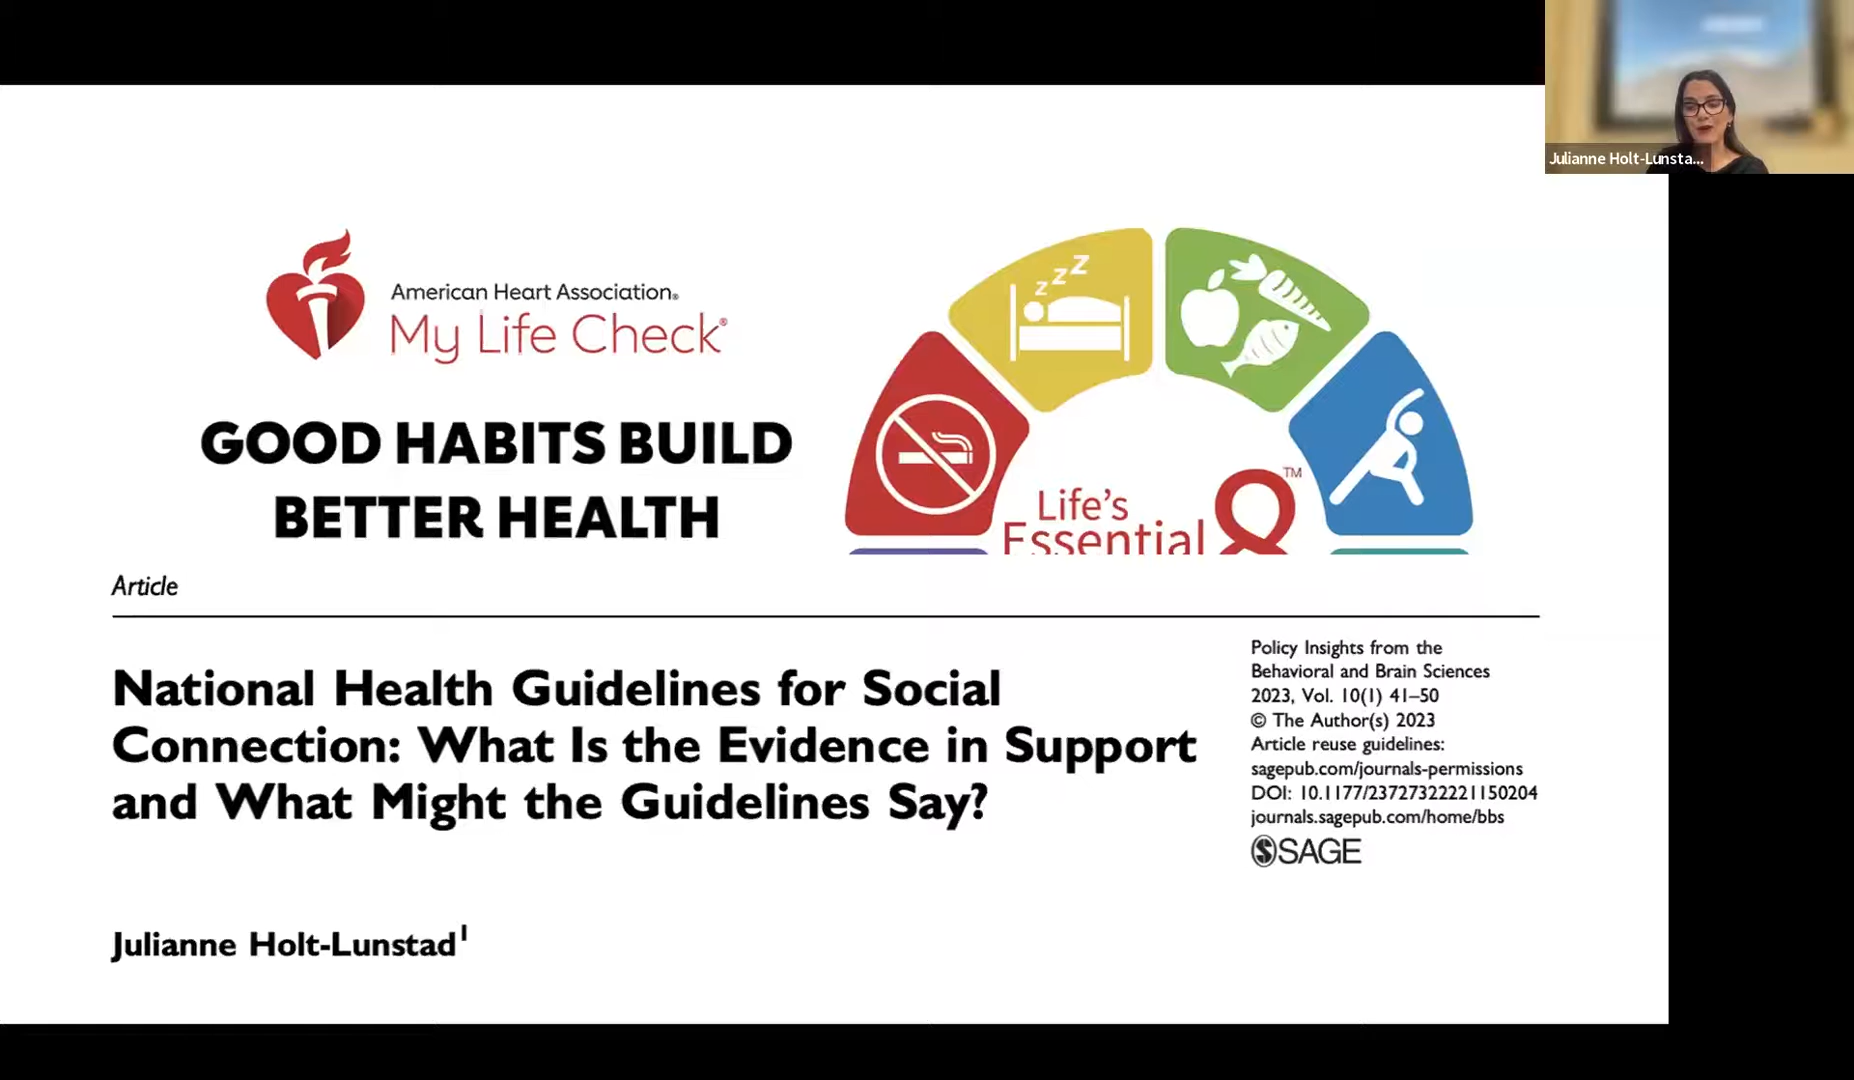 Julianne Holt-Lunsta...
American Heart Association®
My Life Check®
GOOD HABITS BUILD
BETTER HEALTH
z z Z
Life's
Essential 8™
Article
National Health Guidelines for Social
Connection: What Is the Evidence in Support
and What Might the Guidelines Say?
Policy Insights from the
Behavioral and Brain Sciences
2023, Vol. 10(1) 41–50
© The Author(s) 2023
Article reuse guidelines:
sagepub.com/journals-permissions
DOI: 10.1177/23727322221150204
journals.sagepub.com/home/bbs
SAGE
Julianne Holt-Lunstad¹